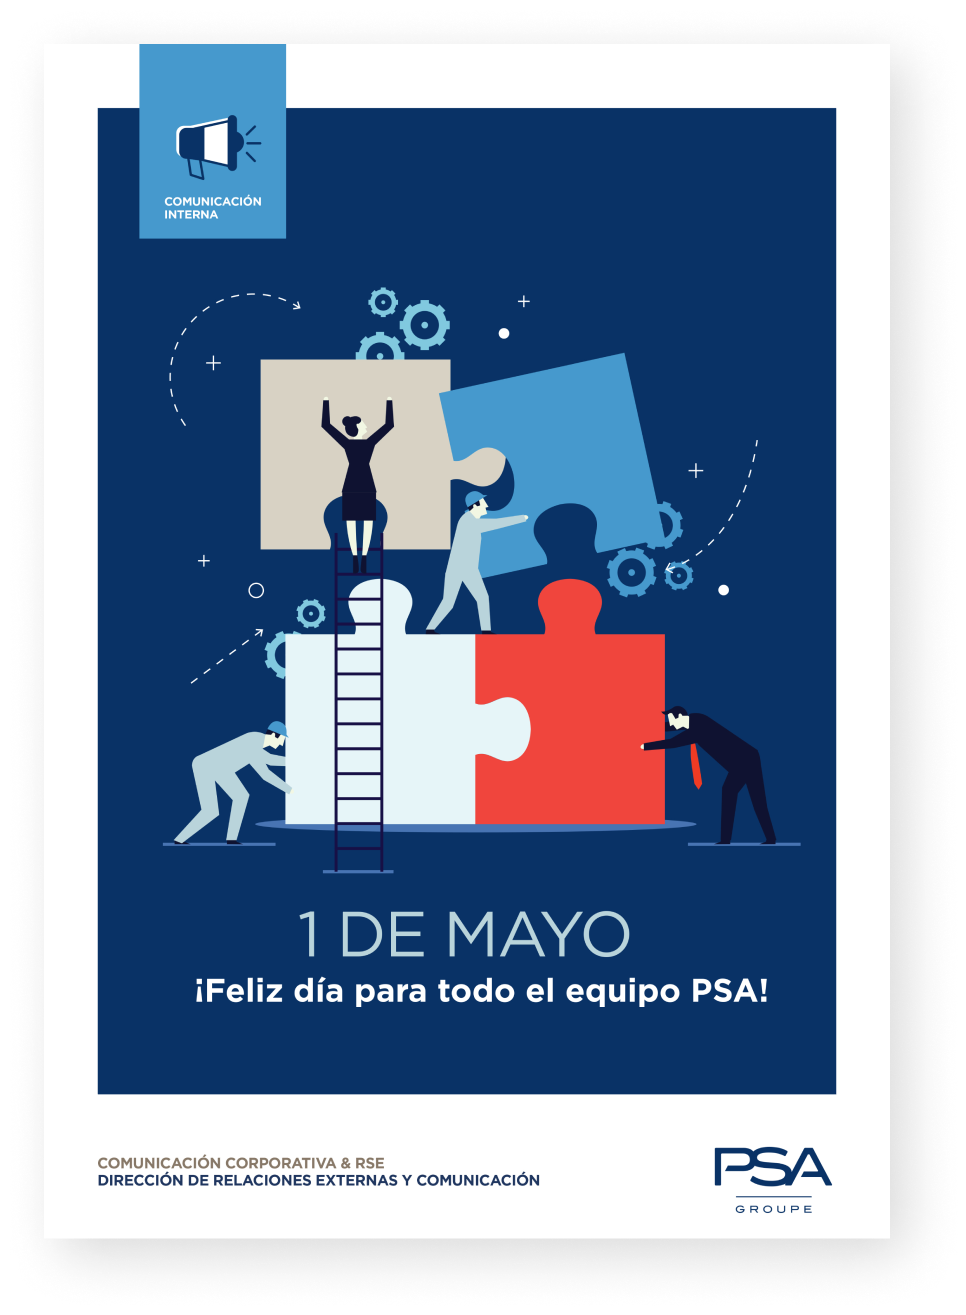 COMUNICACIÓN
INTERNA
1 DE MAYO
¡Feliz día para todo el equipo PSA!
COMUNICACIÓN CORPORATIVA & RSE
DIRECCIÓN DE RELACIONES EXTERNAS Y COMUNICACIÓN
PSA
GROUPE